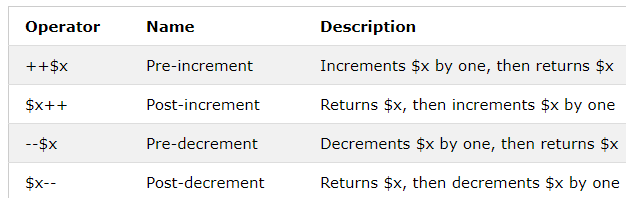 Operator Name Description
++$x Pre-increment Increments $x by one, then returns $x
$x++ Post-increment Returns $x, then increments $x by one
--$x Pre-decrement Decrements $x by one, then returns $x
$x-- Post-decrement Returns $x, then decrements $x by one